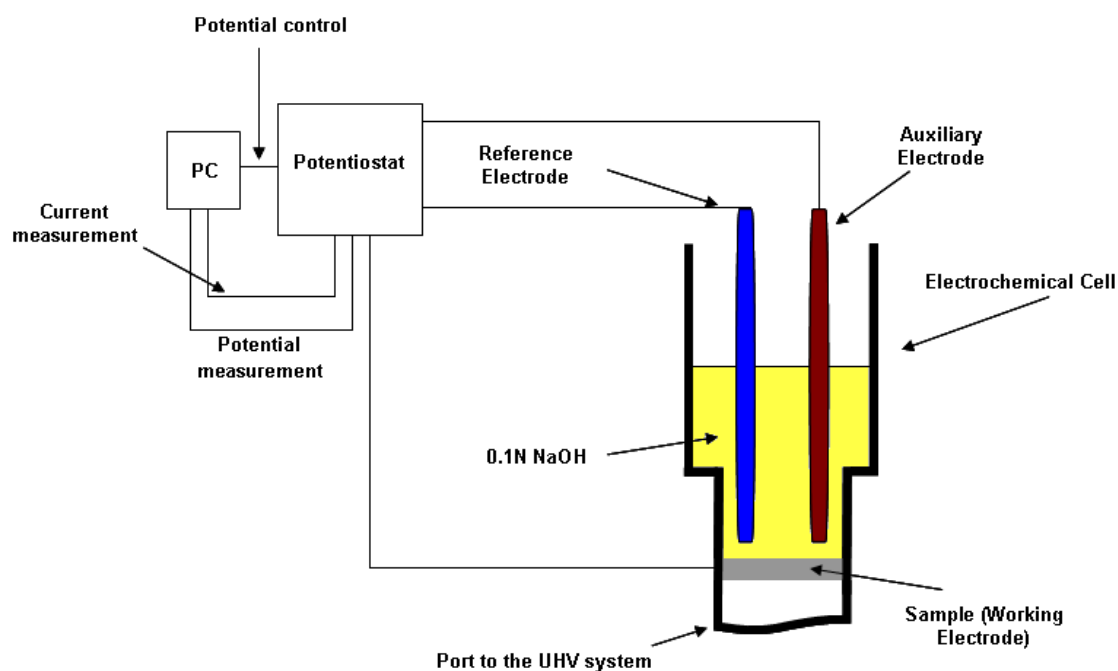 Potential control
PC
Potentiostat
Reference
Electrode
Auxiliary
Electrode
Current
measurement
Electrochemical Cell
Potential
measurement
0.1N NaOH
Sample (Working
Electrode)
Port to the UHV system